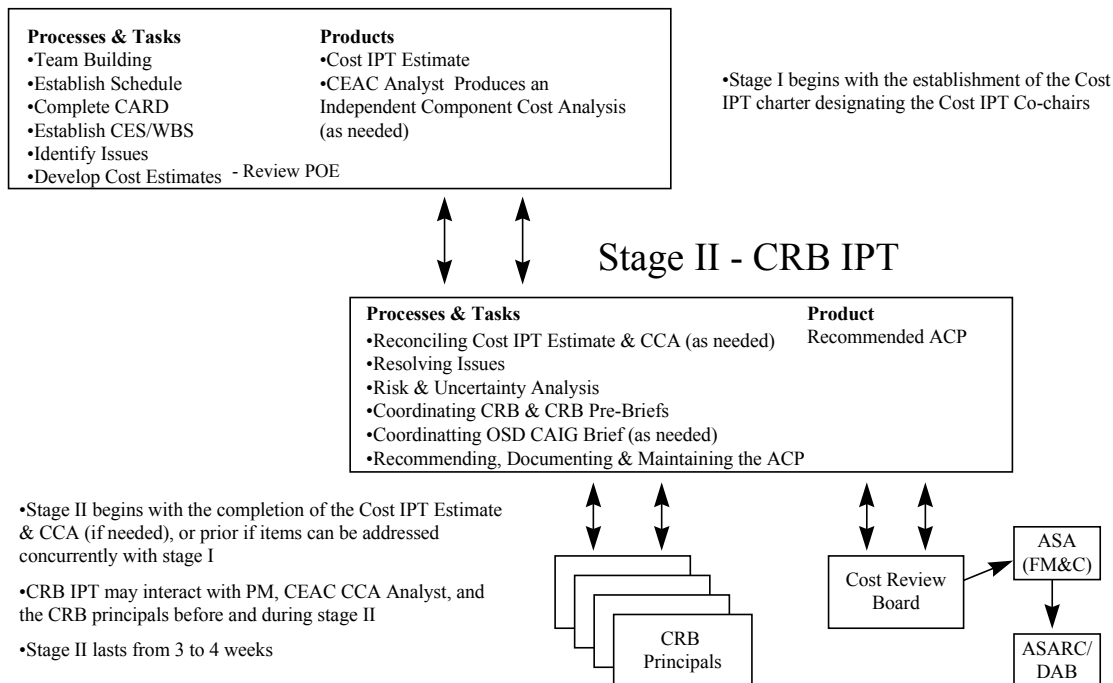 Processes & Tasks
•Team Building
•Establish Schedule
•Complete CARD
•Establish CES/WBS
•Identify Issues
•Develop Cost Estimates - Review POE
Products
•Cost IPT Estimate
•CEAC Analyst Produces an
Independent Component Cost Analysis
(as needed)
•Stage I begins with the establishment of the Cost
IPT charter designating the Cost IPT Co-chairs
Stage II - CRB IPT
Processes & Tasks
•Reconciling Cost IPT Estimate & CCA (as needed)
•Resolving Issues
•Risk & Uncertainty Analysis
•Coordinating CRB & CRB Pre-Briefs
•Coordinatting OSD CAIG Brief (as needed)
•Recommending, Documenting & Maintaining the ACP
Product
Recommended ACP
•Stage II begins with the completion of the Cost IPT Estimate
& CCA (if needed), or prior if items can be addressed
concurrently with stage I
•CRB IPT may interact with PM, CEAC CCA Analyst, and
the CRB principals before and during stage II
•Stage II lasts from 3 to 4 weeks
CRB
Principals
Cost Review
Board
ASA
(FM&C)
ASARC/
DAB